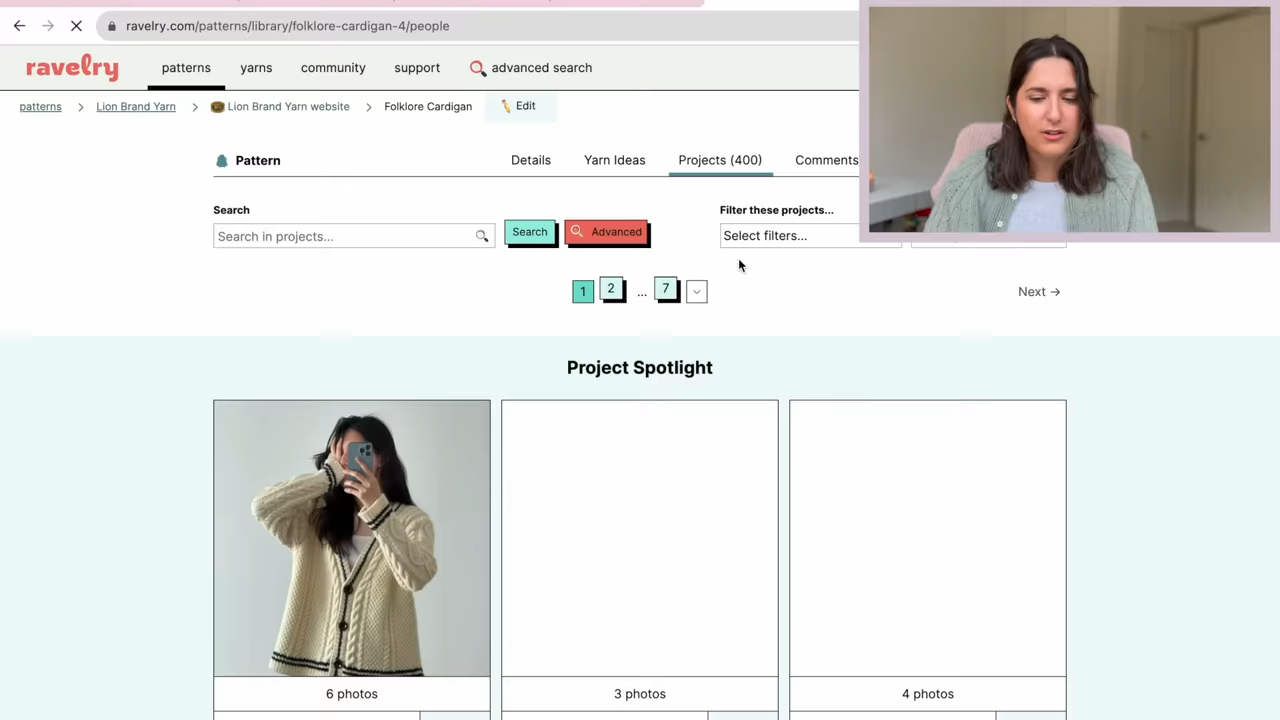 ravelry.com/patterns/library/folklore-cardigan-4/people
ravelry
patterns yarns community support advanced search
patterns > Lion Brand Yarn > Lion Brand Yarn website > Folklore Cardigan Edit
Pattern Details Yarn Ideas Projects (400) Comments
Search Filter these projects...
Search in projects... Search Advanced Select filters...
1 2 ... 7 Next →
Project Spotlight
6 photos 3 photos 4 photos